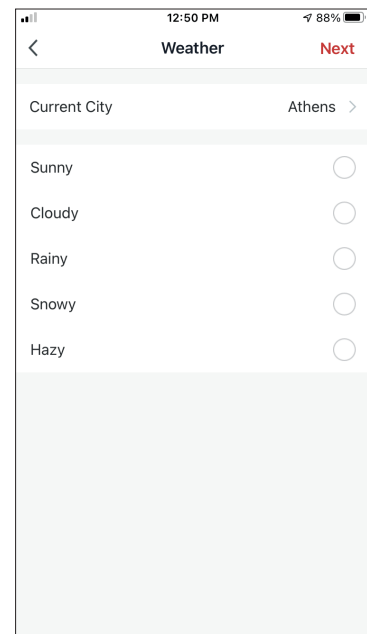 12:50 PM 88%
Weather Next
Current City Athens
Sunny
Cloudy
Rainy
Snowy
Hazy